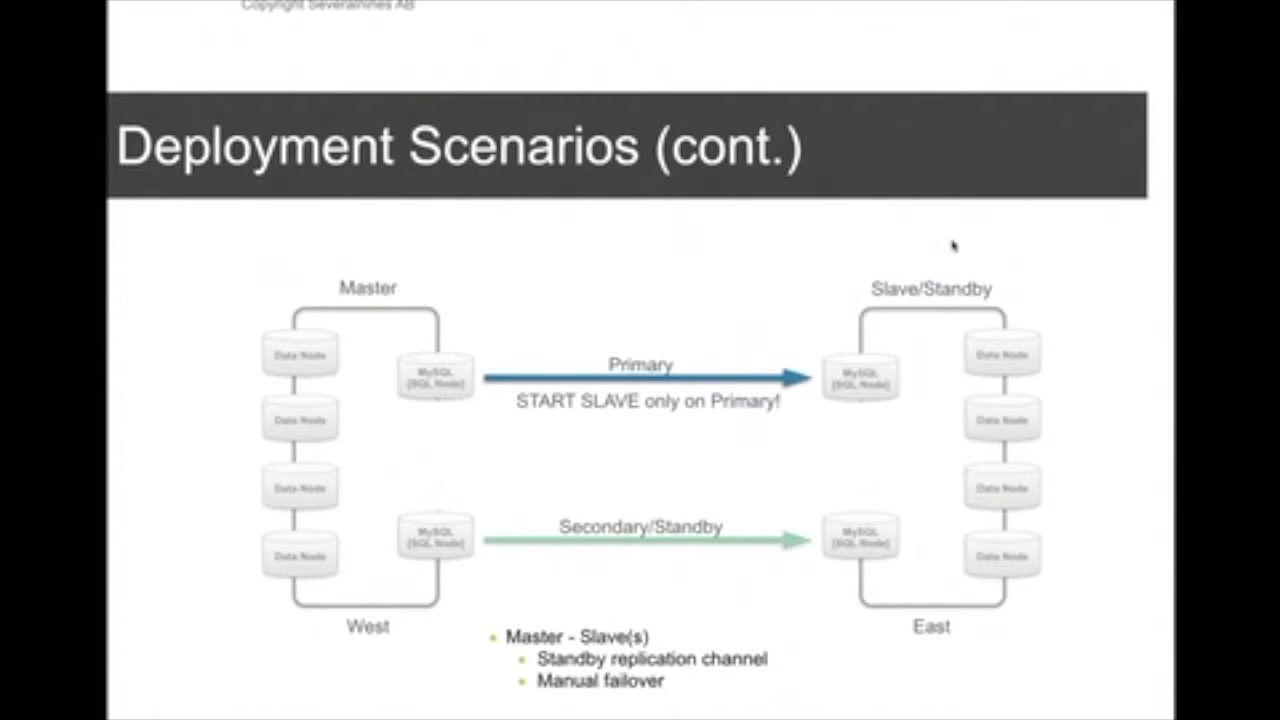 Copyright Severalnines AB
Deployment Scenarios (cont.)
Master
Slave/Standby
Data Node
MySQL
[SQL Node]
Primary
START SLAVE only on Primary!
MySQL
[SQL Node]
Data Node
Data Node
Data Node
Data Node
Data Node
Data Node
MySQL
[SQL Node]
Secondary/Standby
MySQL
[SQL Node]
Data Node
West
East
Master - Slave(s)
Standby replication channel
Manual failover